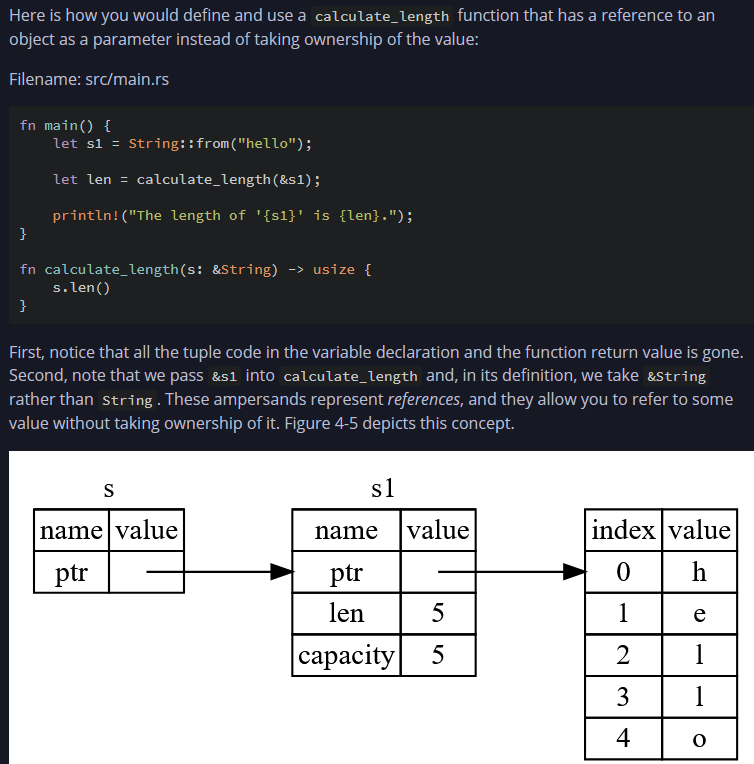 Here is how you would define and use a calculate_length function that has a reference to an
object as a parameter instead of taking ownership of the value:
Filename: src/main.rs
fn main() {
    let s1 = String::from("hello");
    let len = calculate_length(&s1);
    println!("The length of '{s1}' is {len}.");
}
fn calculate_length(s: &String) -> usize {
    s.len()
}
First, notice that all the tuple code in the variable declaration and the function return value is gone.
Second, note that we pass &s1 into calculate_length and, in its definition, we take &String
rather than String. These ampersands represent references, and they allow you to refer to some
value without taking ownership of it. Figure 4-5 depicts this concept.
s
name value
ptr
s1
name value
ptr
len 5
capacity 5
index value
0 h
1 e
2 l
3 l
4 o